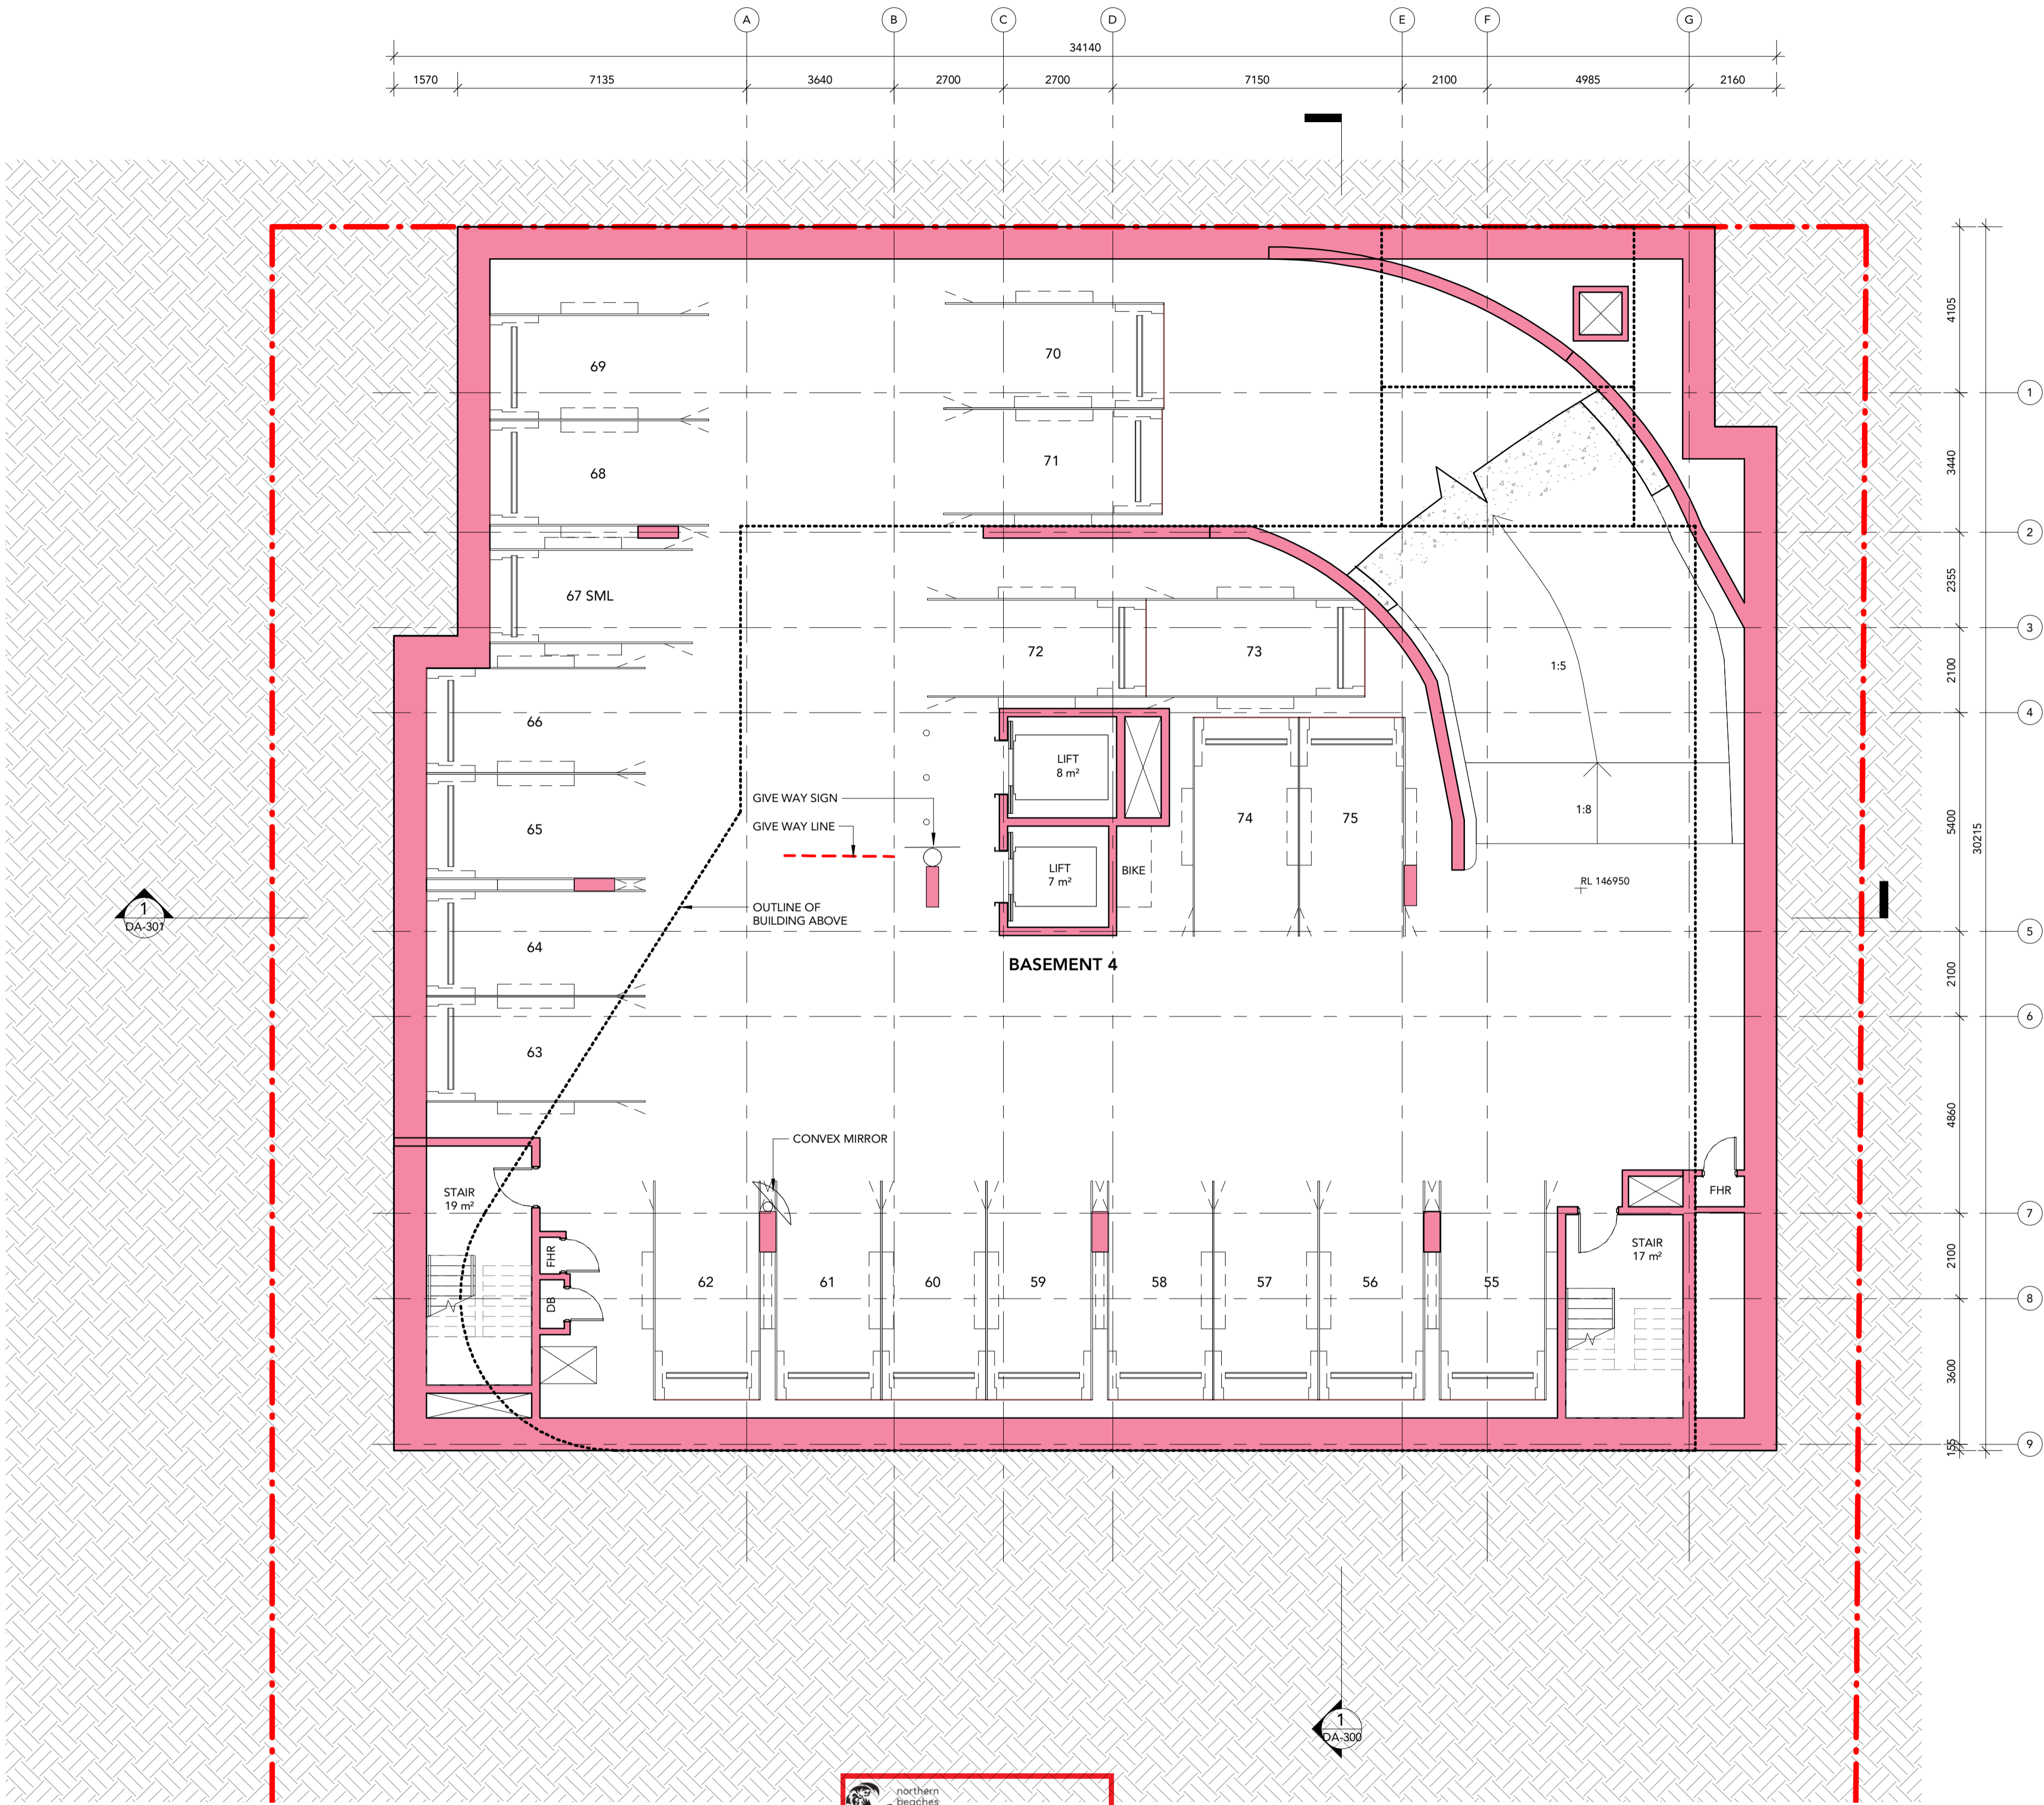 A
B
C
D
E
F
G
34140
1570
7135
3640
2700
2700
7150
2100
4985
2160
4105
3440
2355
2100
5400
30215
2100
4860
2100
3600
155
1
2
3
4
5
6
7
8
9
69
70
71
68
67 SML
72
73
66
1:5
LIFT
8 m²
GIVE WAY SIGN
GIVE WAY LINE
74
75
1:8
65
LIFT
7 m²
BIKE
RL 146950
OUTLINE OF
BUILDING ABOVE
1
DA-301
64
BASEMENT 4
63
CONVEX MIRROR
STAIR
19 m²
FHR
FHR
DB
STAIR
17 m²
62
61
60
59
58
57
56
55
1
DA-300
northern
beaches